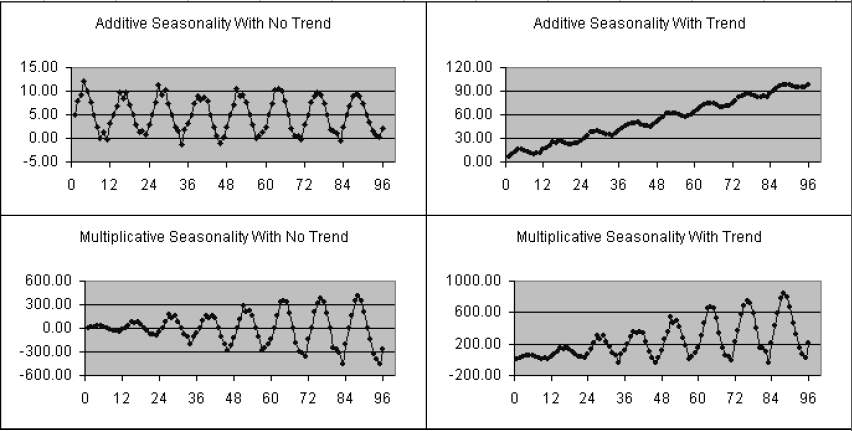 Additive Seasonality With No Trend
15.00
10.00
5.00
0.00
-5.00
0 12 24 36 48 60 72 84 96
Additive Seasonality With Trend
120.00
90.00
60.00
30.00
0.00
0 12 24 36 48 60 72 84 96
Multiplicative Seasonality With No Trend
600.00
300.00
0.00
-300.00
-600.00
0 12 24 36 48 60 72 84 96
Multiplicative Seasonality With Trend
1000.00
600.00
200.00
-200.00
0 12 24 36 48 60 72 84 96